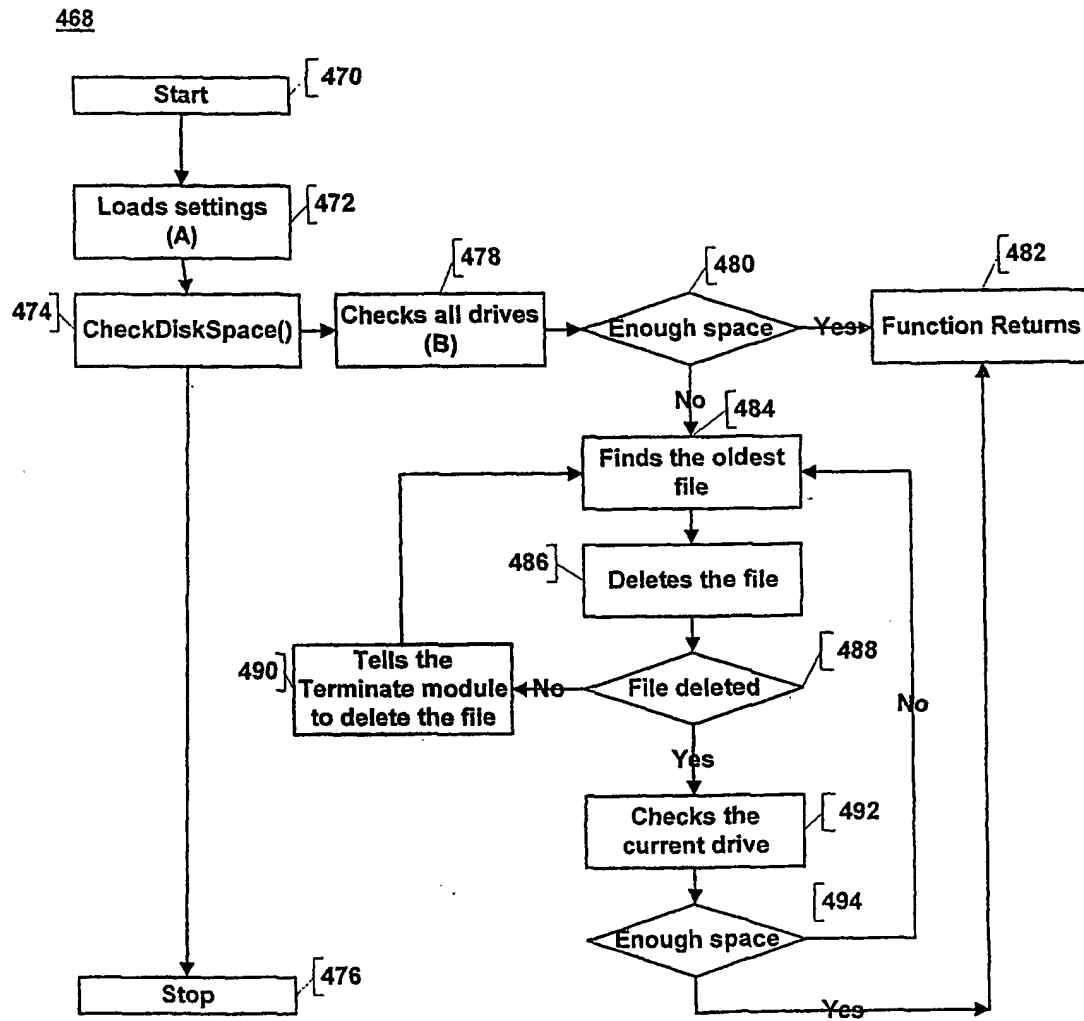 468
470
Start
Loads settings
(A)
472
474
CheckDiskSpace()
478
Checks all drives
(B)
480
Enough space
Yes
482
Function Returns
No
484
Finds the oldest
file
486
Deletes the file
488
File deleted
No
490
Tells the
Terminate module
to delete the file
No
Yes
492
Checks the
current drive
494
Enough space
Yes
476
Stop